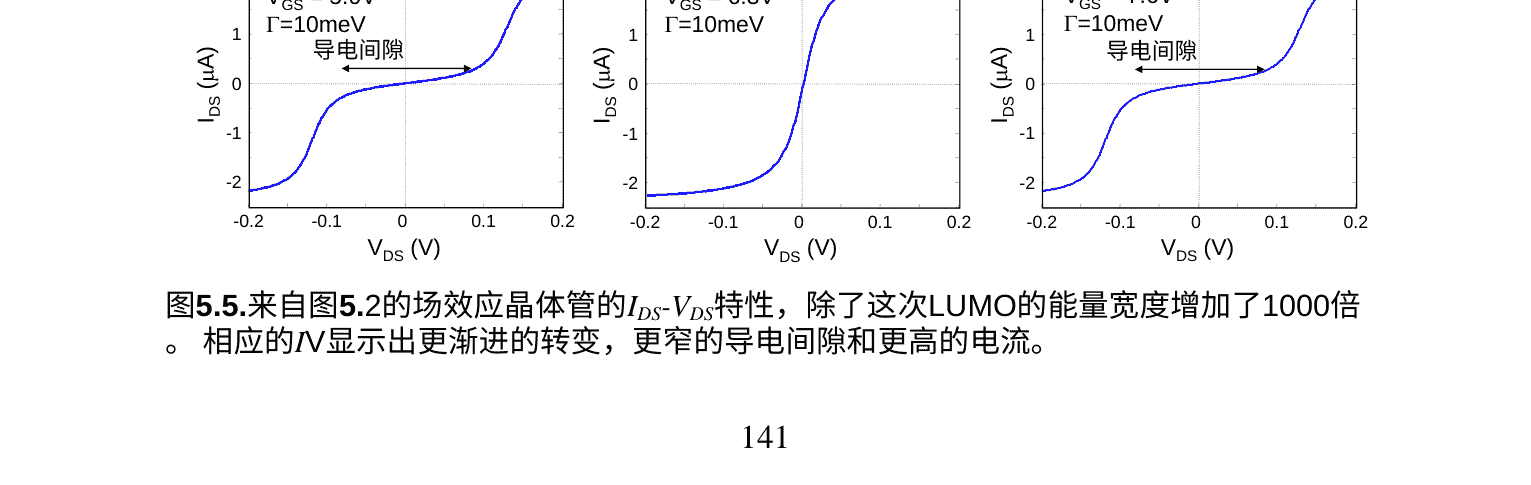 Γ=10meV Γ=10meV Γ=10meV
导电间隙 导电间隙
1 1 1
0 0 0
-1 -1 -1
-2 -2 -2
IDS (μA) IDS (μA) IDS (μA)
-0.2 -0.1 0 0.1 0.2 -0.2 -0.1 0 0.1 0.2 -0.2 -0.1 0 0.1 0.2
VDS (V) VDS (V) VDS (V)
图5.5.来自图5.2的场效应晶体管的IDS-VDS特性，除了这次LUMO的能量宽度增加了1000倍
。 相应的IV显示出更渐进的转变，更窄的导电间隙和更高的电流。
141